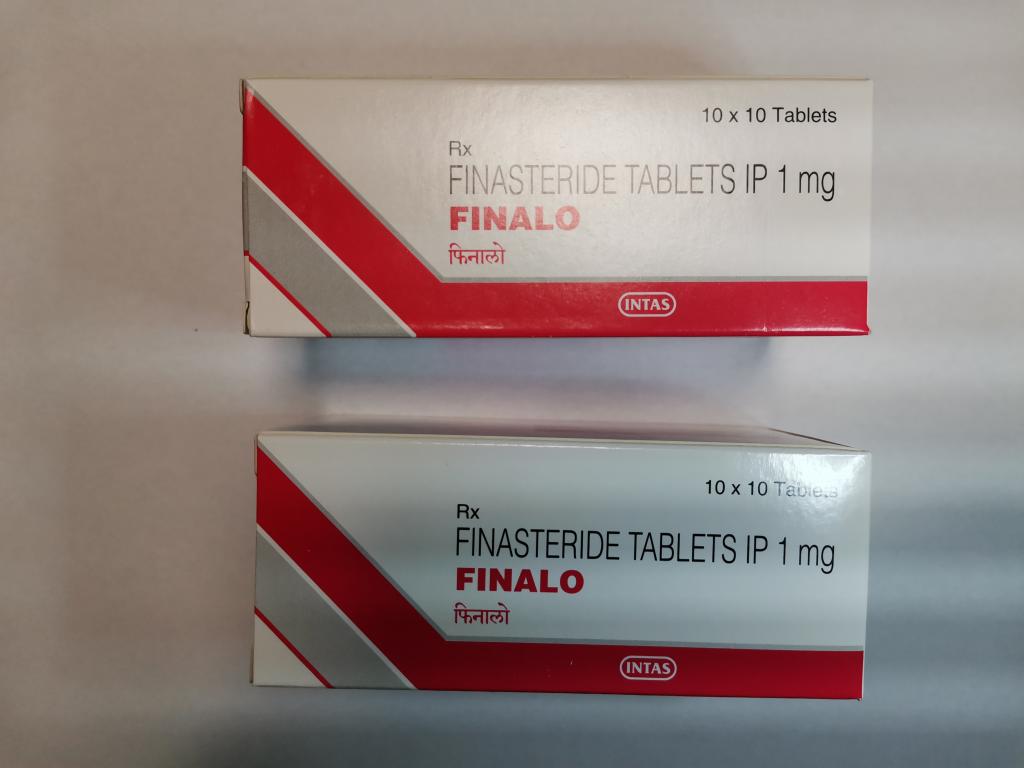 10 x 10 Tablets
Rx
FINASTERIDE TABLETS IP 1 mg
FINALO
फिनालो
INTAS
10 x 10 Tablets
Rx
FINASTERIDE TABLETS IP 1 mg
FINALO
फिनालो
INTAS